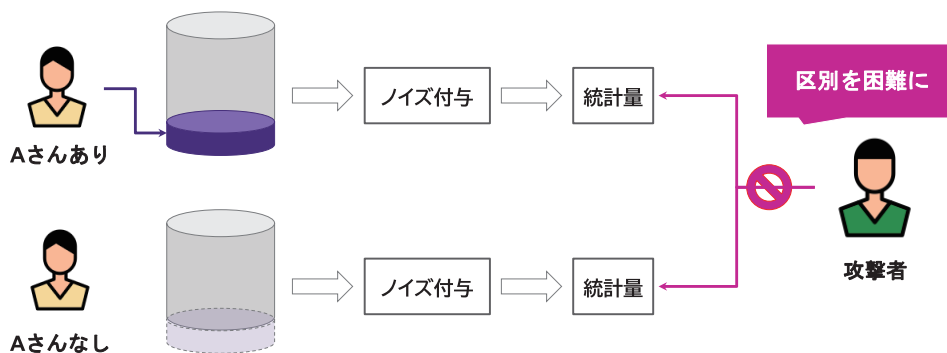 Aさんあり
ノイズ付与
統計量
区別を困難に
攻撃者
Aさんなし
ノイズ付与
統計量